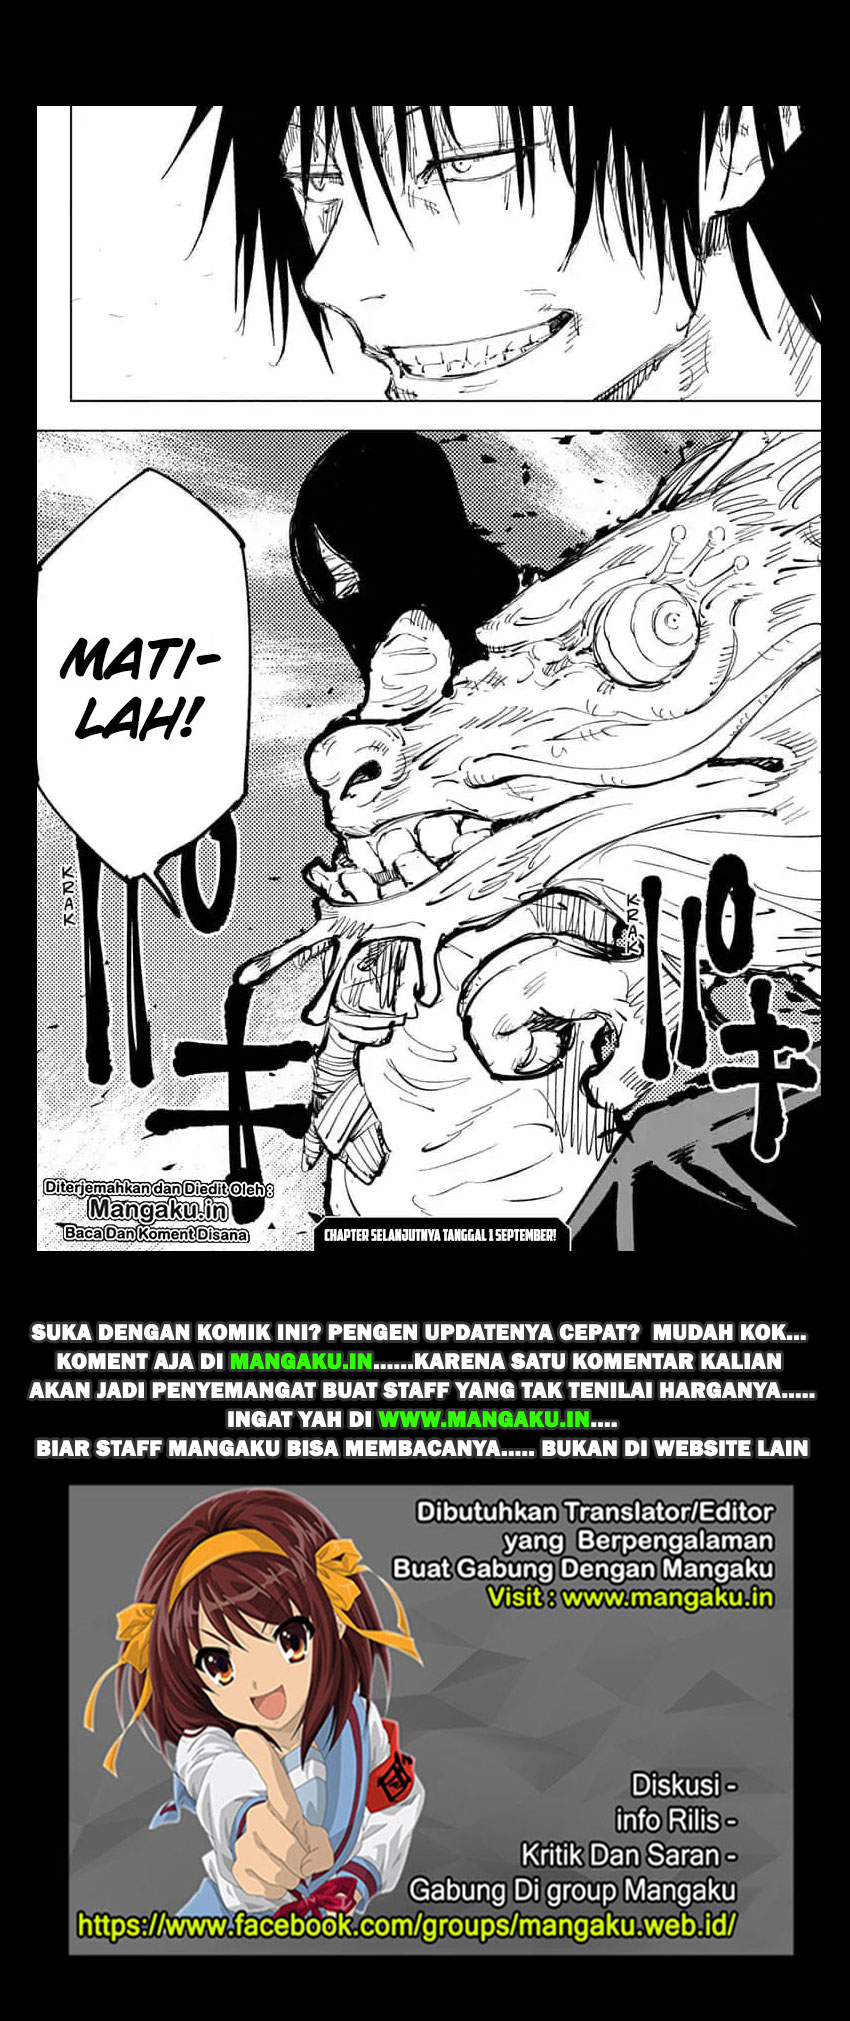 MATI-
LAH!
KRAK
パキ
KRAK
パキ
Diterjemahkan dan Diedit Oleh :
Mangaku.in
Baca Dan Koment Disana
CHAPTER SELANJUTNYA TANGGAL 1 SEPTEMBER!
SUKA DENGAN KOMIK INI? PENGEN UPDATENYA CEPAT? MUDAH KOK...
KOMENT AJA DI MANGAKU.IN......KARENA SATU KOMENTAR KALIAN
AKAN JADI PENYEMANGAT BUAT STAFF YANG TAK TENILAI HARGANYA.....
INGAT YAH DI WWW.MANGAKU.IN....
BIAR STAFF MANGAKU BISA MEMBACANYA..... BUKAN DI WEBSITE LAIN
Dibutuhkan Translator/Editor
yang Berpengalaman
Buat Gabung Dengan Mangaku
Visit : www.mangaku.in
団
Diskusi -
info Rilis -
Kritik Dan Saran -
Gabung Di group Mangaku
https://www.facebook.com/groups/mangaku.web.id/